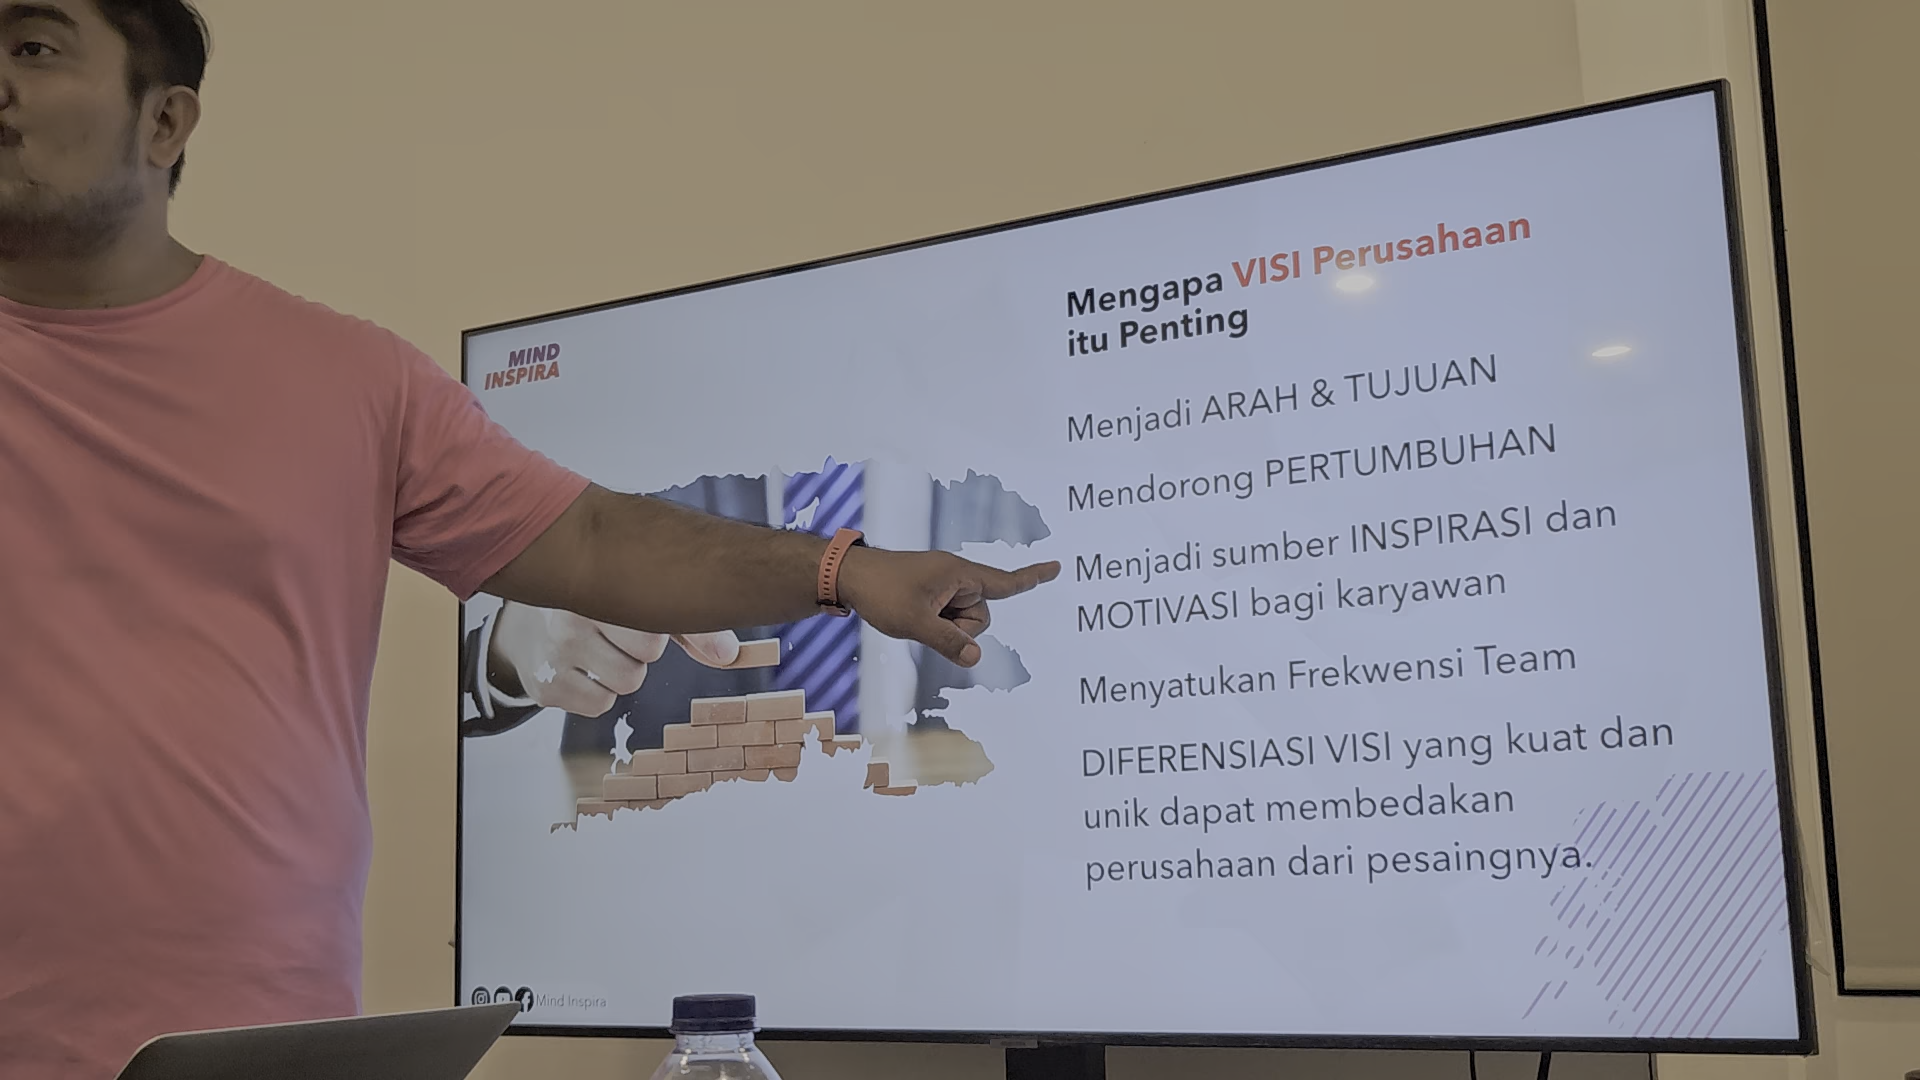 MIND
INSPIRA
Mengapa VISI Perusahaan
itu Penting
Menjadi ARAH & TUJUAN
Mendorong PERTUMBUHAN
Menjadi sumber INSPIRASI dan
MOTIVASI bagi karyawan
Menyatukan Frekwensi Team
DIFERENSIASI VISI yang kuat dan
unik dapat membedakan
perusahaan dari pesaingnya.
Mind Inspira